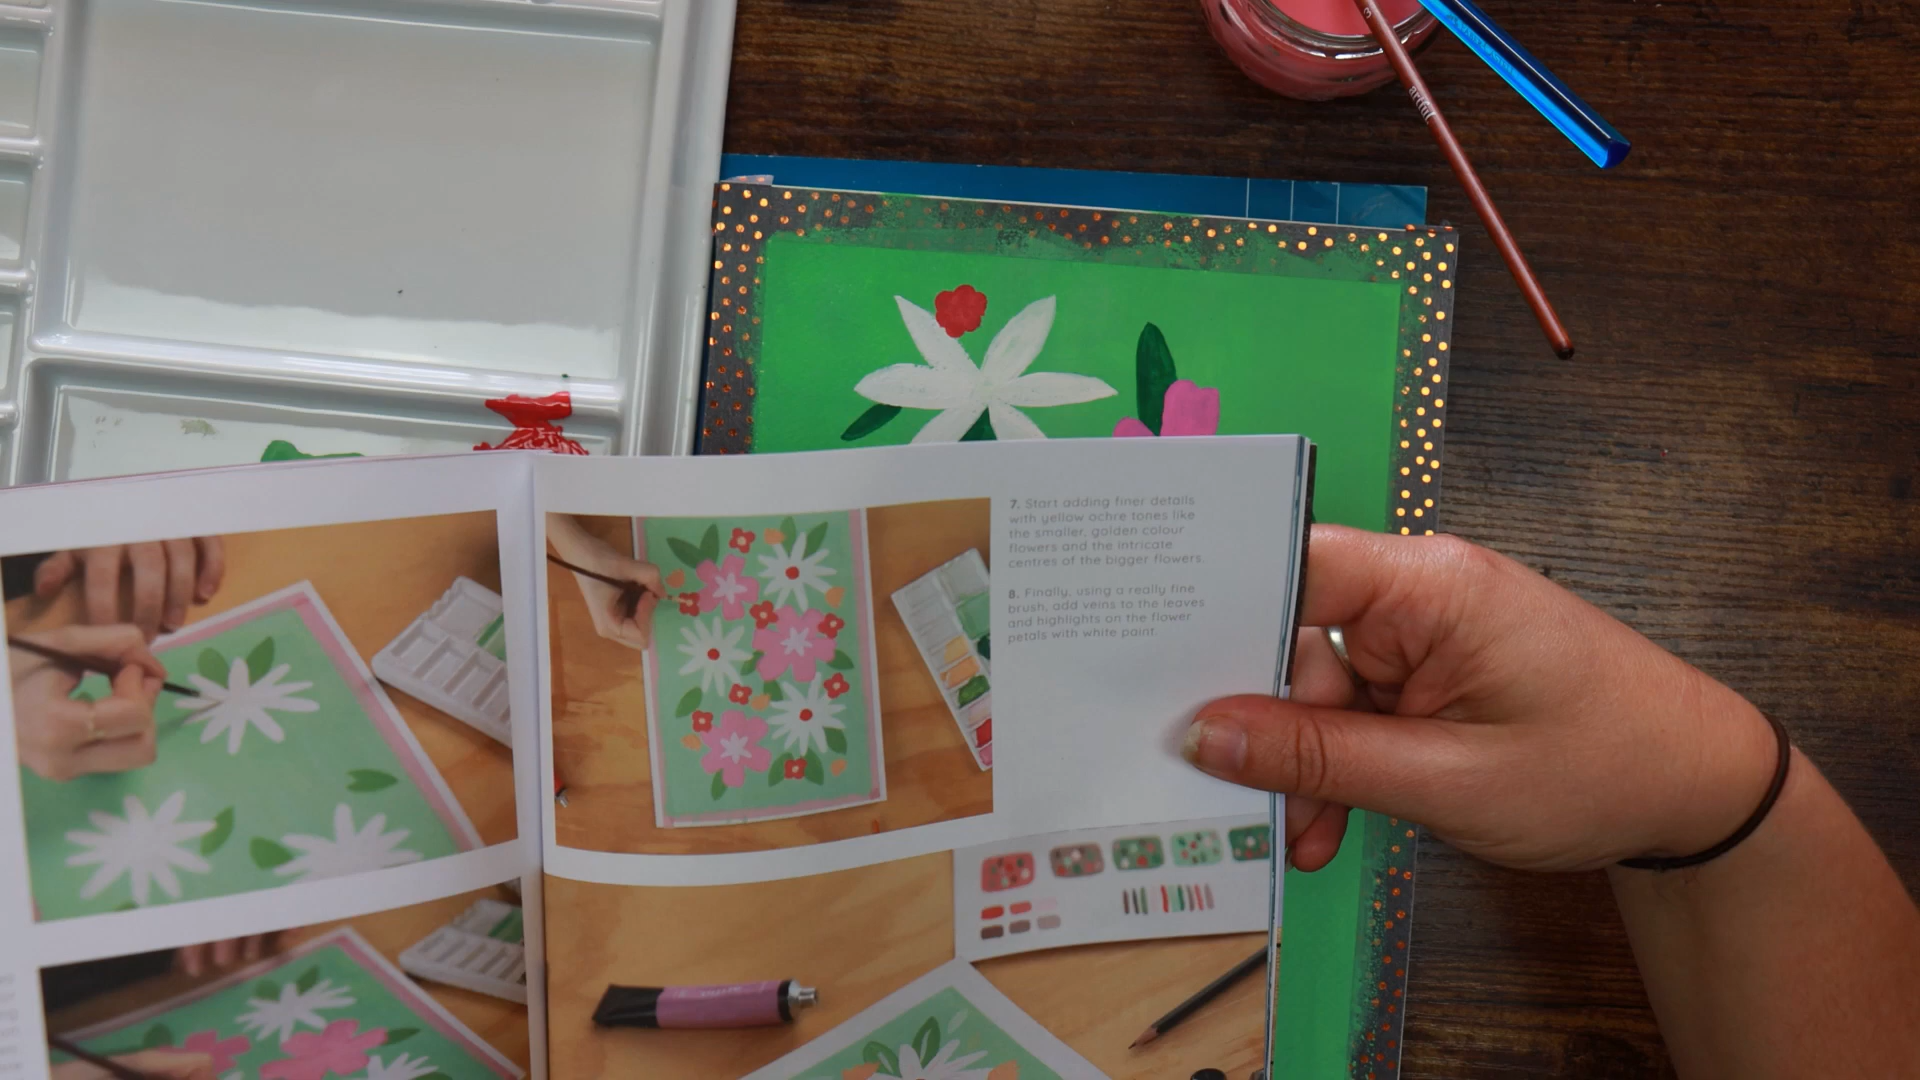 7. Start adding finer details
with yellow ochre tones like
the smaller, golden colour
flowers and the intricate
centres of the bigger flowers.
8. Finally, using a really fine
brush, add veins to the leaves
and highlights on the flower
petals with white paint.
artful
3